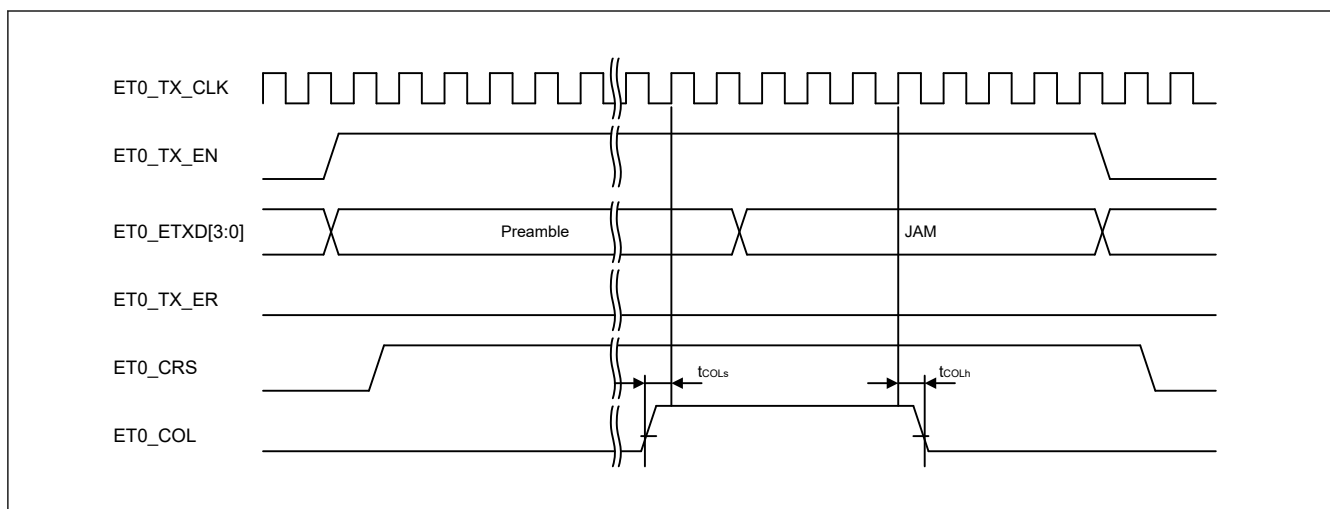 ET0_TX_CLK
ET0_TX_EN
ET0_ETXD[3:0]
Preamble
JAM
ET0_TX_ER
ET0_CRS
tCOLs
tCOLh
ET0_COL